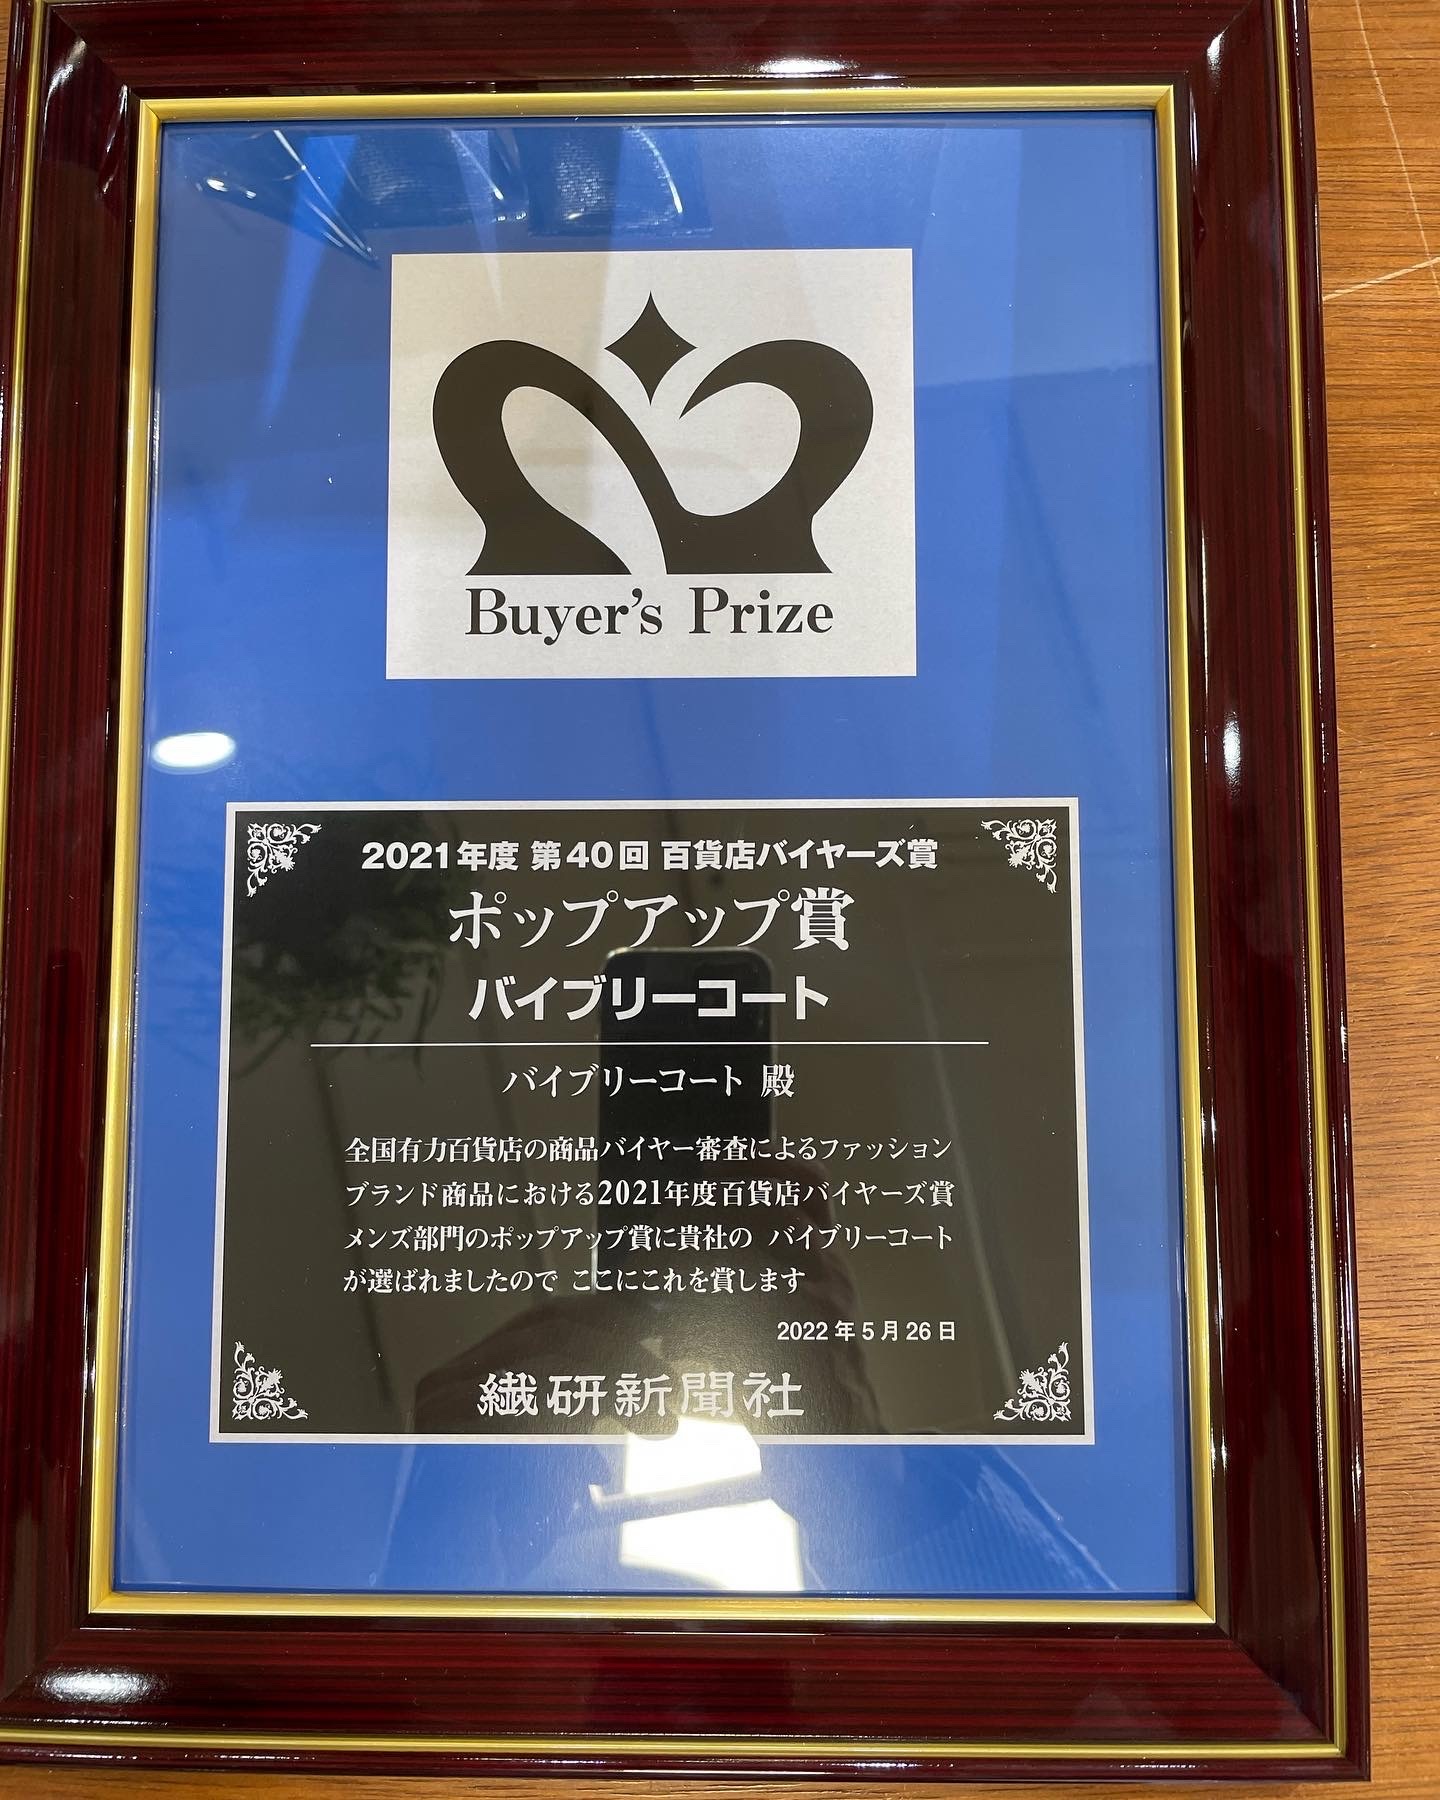 Buyer's Prize
2021年度 第40回 百貨店バイヤーズ賞
ポップアップ賞
バイブリーコート
バイブリーコート 殿
全国有力百貨店の商品バイヤー審査によるファッション
ブランド商品における2021年度百貨店バイヤーズ賞
メンズ部門のポップアップ賞に貴社の バイブリーコート
が選ばれましたので ここにこれを賞します
2022年5月26日
繊研新聞社